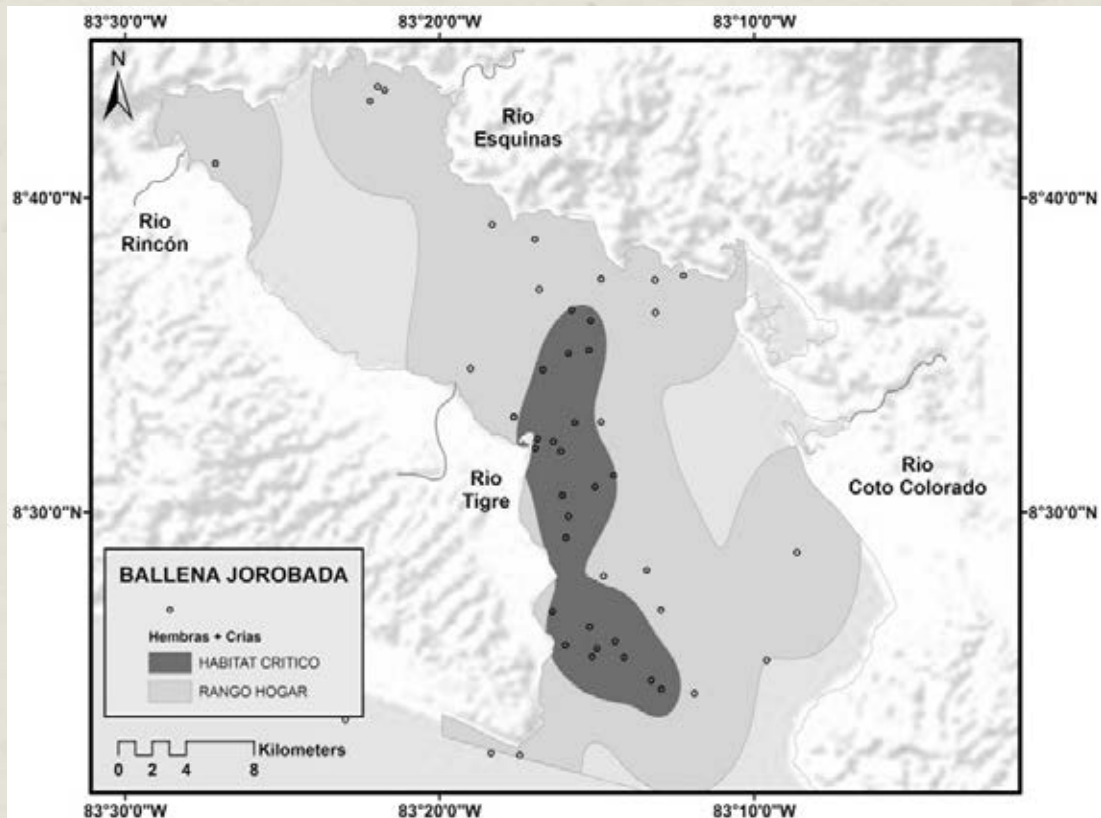 83°30'0"W 83°20'0"W 83°10'0"W
N
Rio
Esquinas
8°40'0"N 8°40'0"N
Rio
Rincón
Rio
Tigre
Rio
Coto Colorado
8°30'0"N 8°30'0"N
BALLENA JOROBADA
Hembras + Crias
HABITAT CRITICO
RANGO HOGAR
Kilometers
0 2 4 8
83°30'0"W 83°20'0"W 83°10'0"W